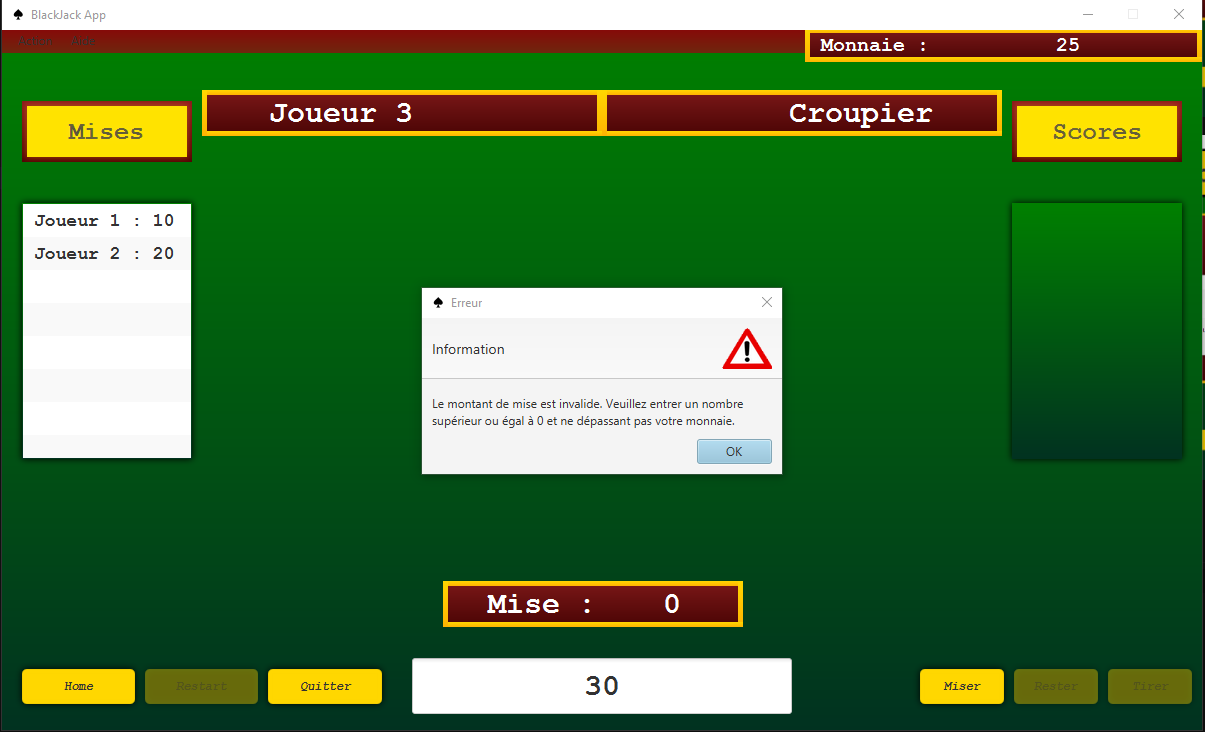 BlackJack App
Action Aide
Monnaie : 25
Joueur 3 Croupier
Mises
Scores
Joueur 1 : 10
Joueur 2 : 20
Erreur
Information
Le montant de mise est invalide. Veuillez entrer un nombre
supérieur ou égal à 0 et ne dépassant pas votre monnaie.
OK
Mise : 0
Home Restart Quitter 30 Miser Rester Tirer